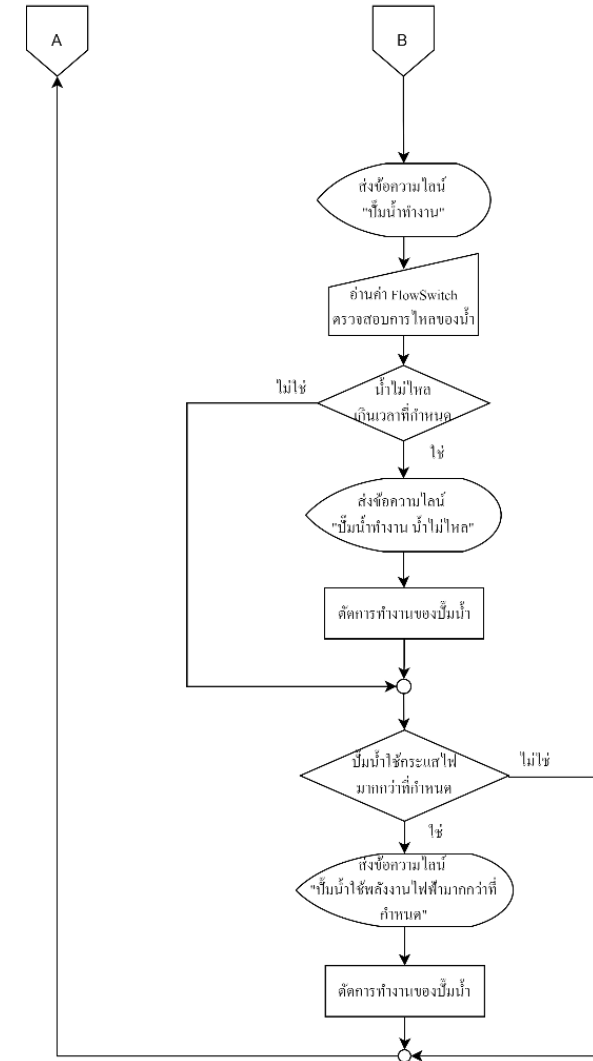 A
B
ส่งข้อความไลน์
"ปั๊มน้ำทำงาน"
อ่านค่า FlowSwitch
ตรวจสอบการไหลของน้ำ
ไม่ใช่
น้ำไม่ไหล
เกินเวลาที่กำหนด
ใช่
ส่งข้อความไลน์
"ปั๊มน้ำทำงาน น้ำไม่ไหล"
ตัดการทำงานของปั๊มน้ำ
ปั๊มน้ำใช้กระแสไฟ
มากกว่าที่กำหนด
ไม่ใช่
ใช่
ส่งข้อความไลน์
"ปั๊มน้ำใช้พลังงานไฟฟ้ามากกว่าที่
กำหนด"
ตัดการทำงานของปั๊มน้ำ